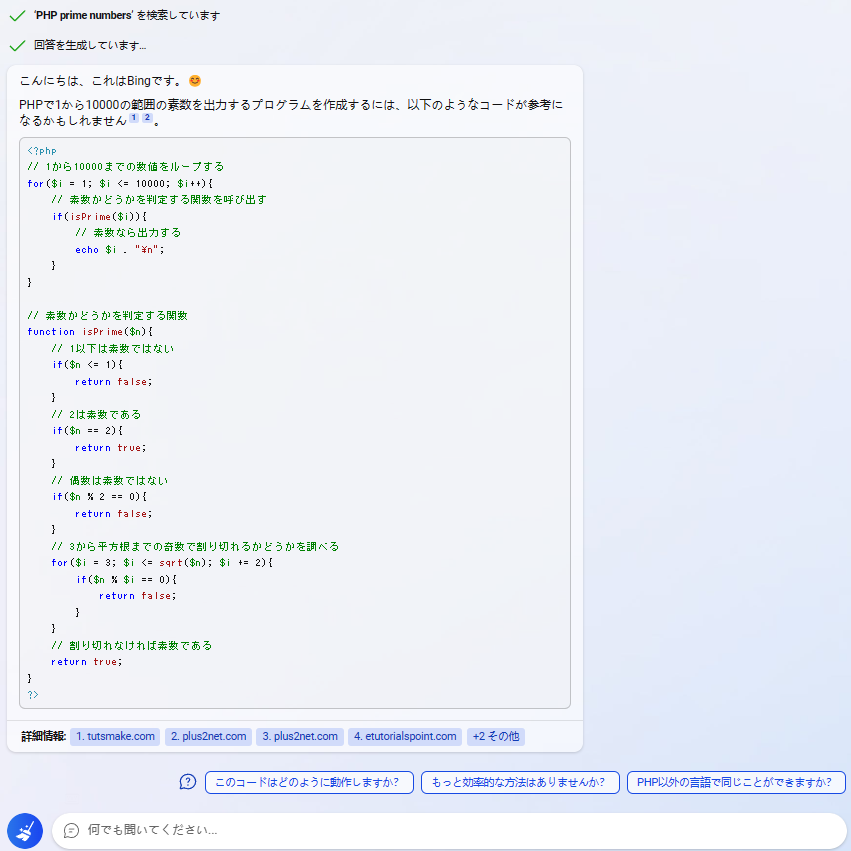 'PHP prime numbers' を検索しています
回答を生成しています...
こんにちは、これはBingです。😊
PHPで1から10000の範囲の素数を出力するプログラムを作成するには、以下のようなコードが参考に
なるかもしれません 1 2 。
<?php
// 1から10000までの数値をループする
for($i = 1; $i <= 10000; $i++){
    // 素数かどうかを判定する関数を呼び出す
    if(isPrime($i)){
        // 素数なら出力する
        echo $i . "¥n";
    }
}

// 素数かどうかを判定する関数
function isPrime($n){
    // 1以下は素数ではない
    if($n <= 1){
        return false;
    }
    // 2は素数である
    if($n == 2){
        return true;
    }
    // 偶数は素数ではない
    if($n % 2 == 0){
        return false;
    }
    // 3から平方根までの奇数で割り切れるかどうかを調べる
    for($i = 3; $i <= sqrt($n); $i += 2){
        if($n % $i == 0){
            return false;
        }
    }
    // 割り切れなければ素数である
    return true;
}
?>
詳細情報: 1. tutsmake.com 2. plus2net.com 3. plus2net.com 4. etutorialspoint.com +2 その他
このコードはどのように動作しますか? もっと効率的な方法はありませんか? PHP以外の言語で同じことができますか?
何でも聞いてください...